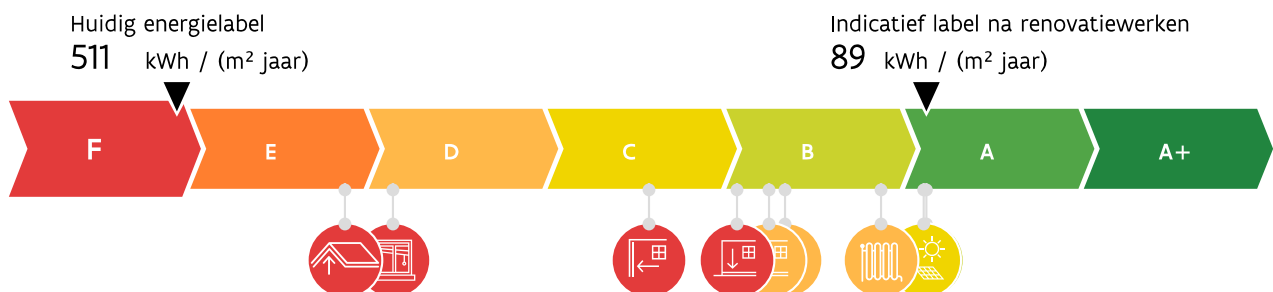 Huidig energielabel
511 kWh / (m² jaar)
Indicatief label na renovatiewerken
89 kWh / (m² jaar)
F E D C B A A+